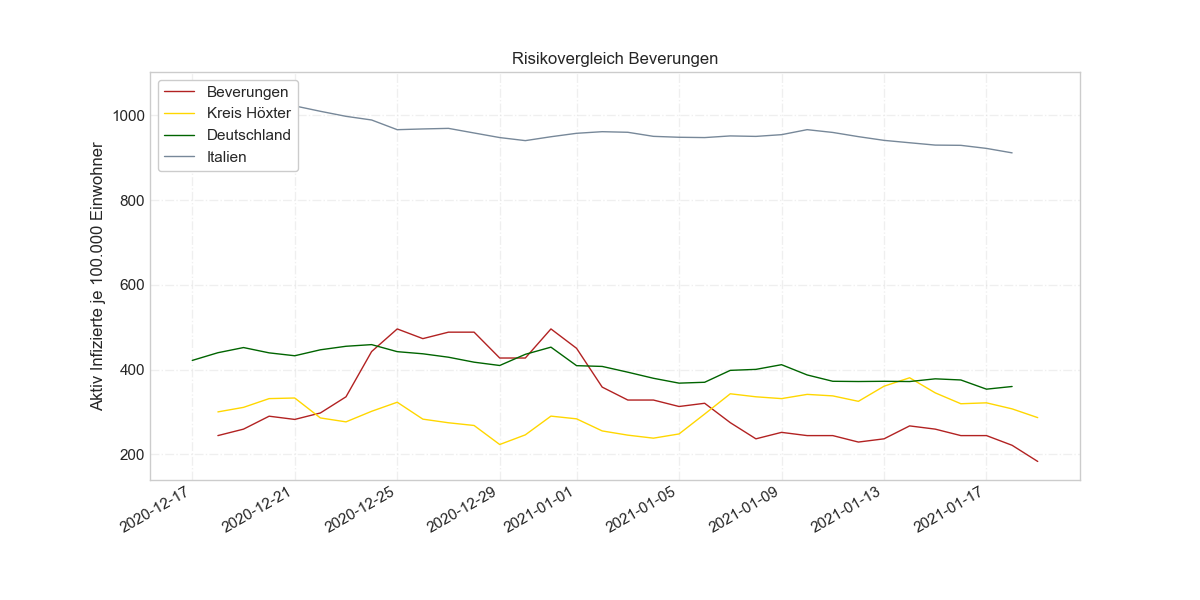 Risikovergleich Beverungen
Beverungen
Kreis Höxter
Deutschland
Italien
Aktiv Infizierte je 100.000 Einwohner
1000
800
600
400
200
2020-12-17
2020-12-21
2020-12-25
2020-12-29
2021-01-01
2021-01-05
2021-01-09
2021-01-13
2021-01-17